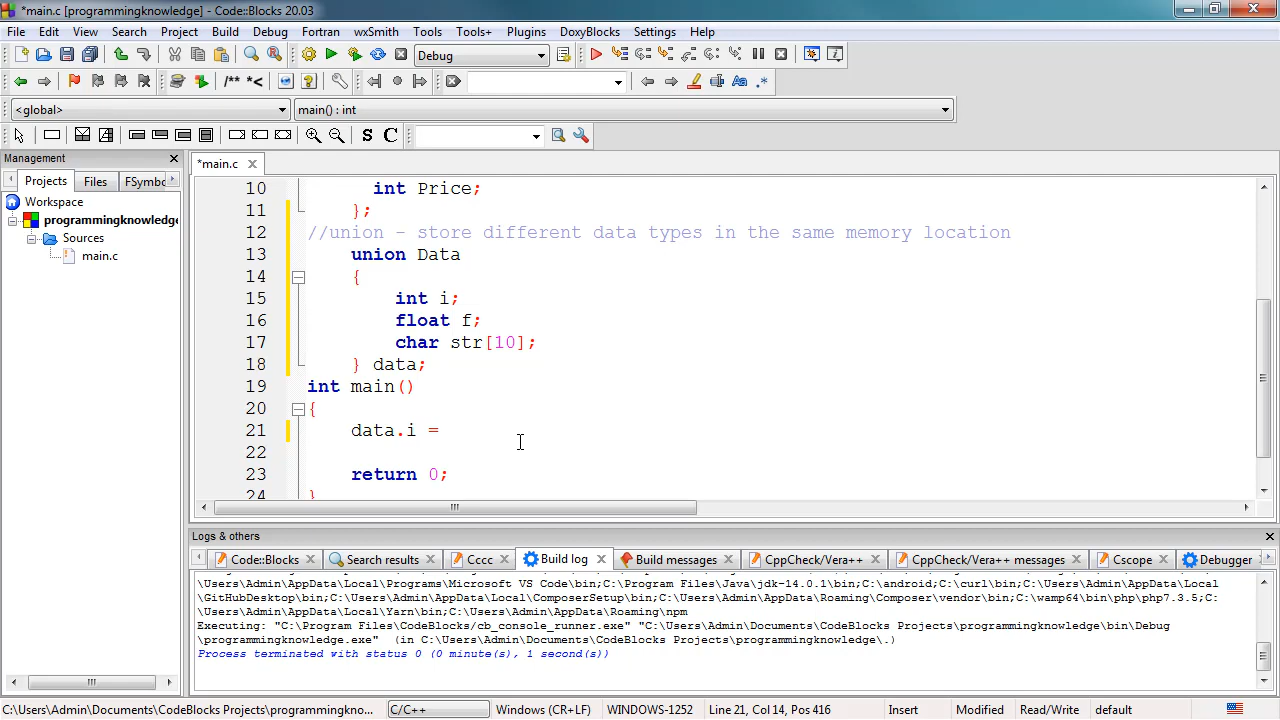 *main.c [programmingknowledge] - Code::Blocks 20.03
File Edit View Search Project Build Debug Fortran wxSmith Tools Tools+ Plugins DoxyBlocks Settings Help
Debug
/** *<
<global> main() : int
S C
Management
*main.c
Projects Files FSymbo
Workspace
programmingknowledge
Sources
main.c
10 int Price;
11 };
12 //union - store different data types in the same memory location
13 union Data
14 {
15 int i;
16 float f;
17 char str[10];
18 } data;
19 int main()
20 {
21 data.i =
22
23 return 0;
24 }
Logs & others
Code::Blocks Search results Cccc Build log Build messages CppCheck/Vera++ CppCheck/Vera++ messages Cscope Debugger
\Users\Admin\AppData\Local\Programs\Microsoft VS Code\bin;C:\Program Files\Java\jdk-14.0.1\bin;C:\android;C:\curl\bin;C:\Users\Admin\AppData\Local
\GitHubDesktop\bin;C:\Users\Admin\AppData\Local\ComposerSetup\bin;C:\Users\Admin\AppData\Roaming\Composer\vendor\bin;C:\wamp64\bin\php\php7.3.5;C:
\Users\Admin\AppData\Local\Yarn\bin;C:\Users\Admin\AppData\Roaming\npm
Executing: "C:\Program Files\CodeBlocks/cb_console_runner.exe" "C:\Users\Admin\Documents\CodeBlocks Projects\programmingknowledge\bin\Debug
\programmingknowledge.exe" (in C:\Users\Admin\Documents\CodeBlocks Projects\programmingknowledge\.)
Process terminated with status 0 (0 minute(s), 1 second(s))
C:\Users\Admin\Documents\CodeBlocks Projects\programmingkno... C/C++ Windows (CR+LF) WINDOWS-1252 Line 21, Col 14, Pos 416 Insert Modified Read/Write default